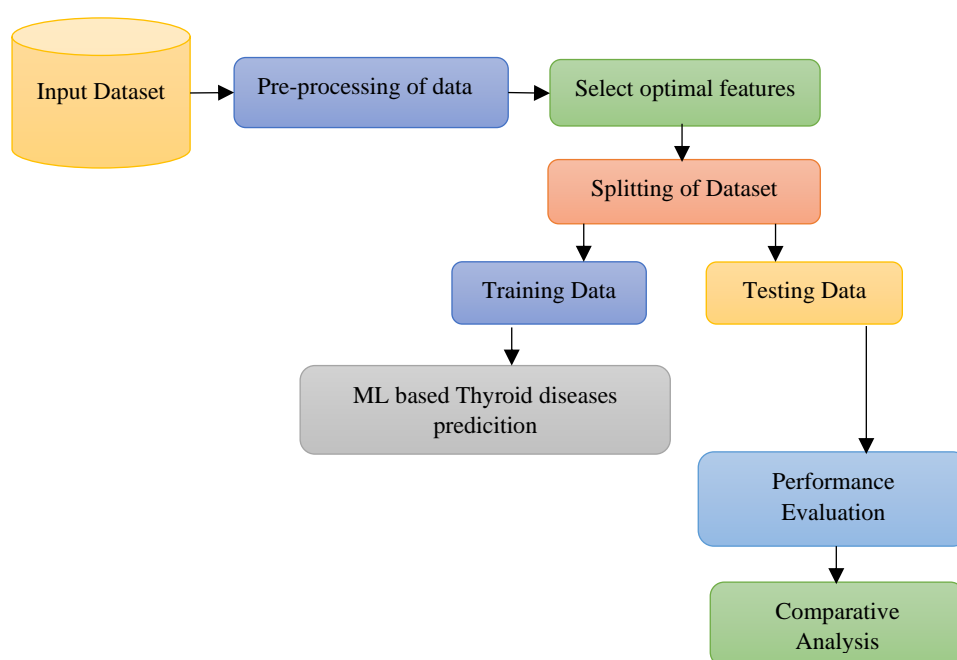 Input Dataset
Pre-processing of data
Select optimal features
Splitting of Dataset
Training Data
Testing Data
ML based Thyroid diseases
predicition
Performance
Evaluation
Comparative
Analysis